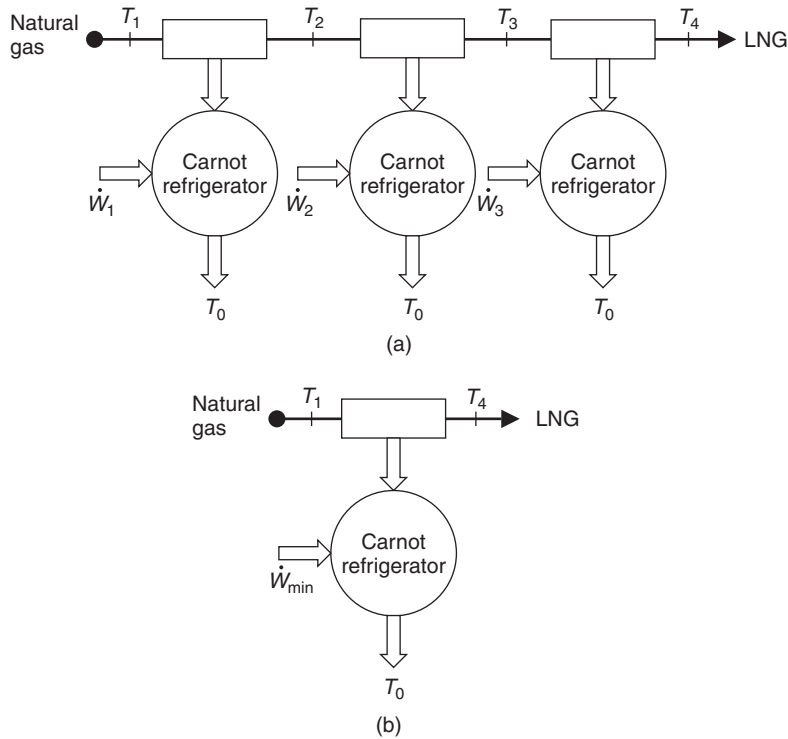 T1 T2 T3 T4
Natural
gas
LNG
Carnot
refrigerator
Carnot
refrigerator
Carnot
refrigerator
Ẇ1
Ẇ2
Ẇ3
T0
T0
T0
(a)
T1 T4
Natural
gas
LNG
Carnot
refrigerator
Ẇmin
T0
(b)